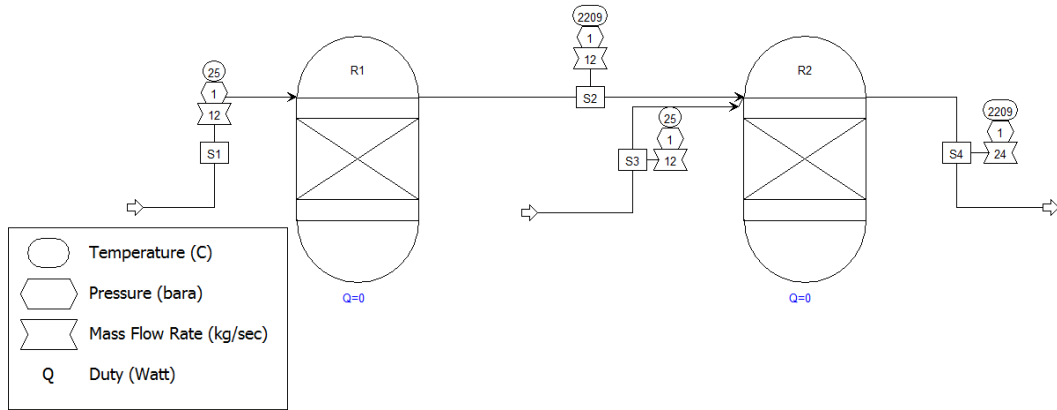 2209
1
12
R1
R2
25
1
12
S2
25
1
12
2209
1
24
S1
S3
S4
Q=0
Q=0
Temperature (C)
Pressure (bara)
Mass Flow Rate (kg/sec)
Q Duty (Watt)